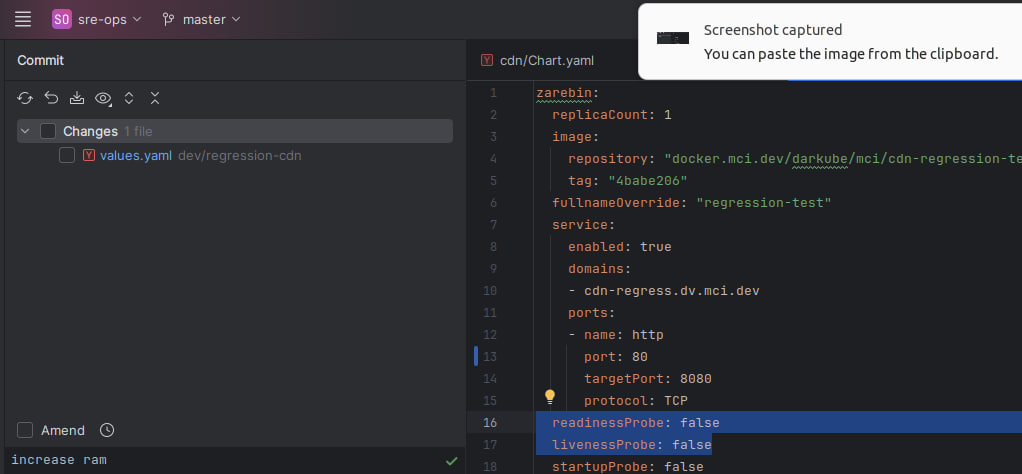 SO sre-ops master
Screenshot captured
You can paste the image from the clipboard.
Commit
Changes 1 file
values.yaml dev/regression-cdn
Amend
increase ram
cdn/Chart.yaml
1 zarebin:
2 replicaCount: 1
3 image:
4 repository: "docker.mci.dev/darkube/mci/cdn-regression-te
5 tag: "4babe206"
6 fullnameOverride: "regression-test"
7 service:
8 enabled: true
9 domains:
10 - cdn-regress.dv.mci.dev
11 ports:
12 - name: http
13 port: 80
14 targetPort: 8080
15 protocol: TCP
16 readinessProbe: false
17 livenessProbe: false
18 startupProbe: false